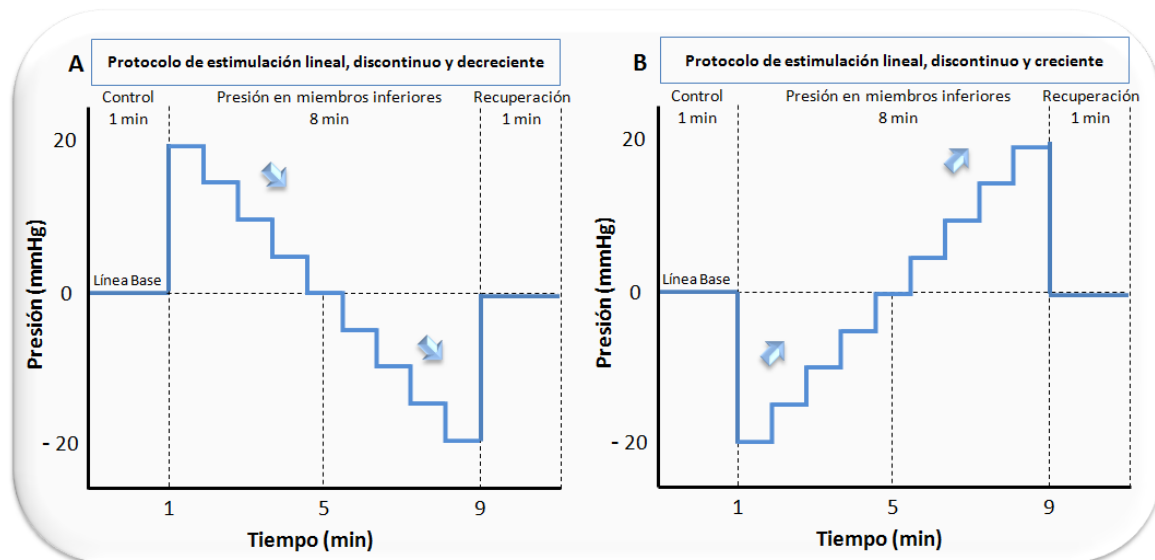 A
Protocolo de estimulación lineal, discontinuo y decreciente
Control
1 min
Presión en miembros inferiores
8 min
Recuperación
1 min
Presión (mmHg)
20
Línea Base
0
- 20
1
5
9
Tiempo (min)
B
Protocolo de estimulación lineal, discontinuo y creciente
Control
1 min
Presión en miembros inferiores
8 min
Recuperación
1 min
Presión (mmHg)
20
Línea Base
0
- 20
1
5
9
Tiempo (min)